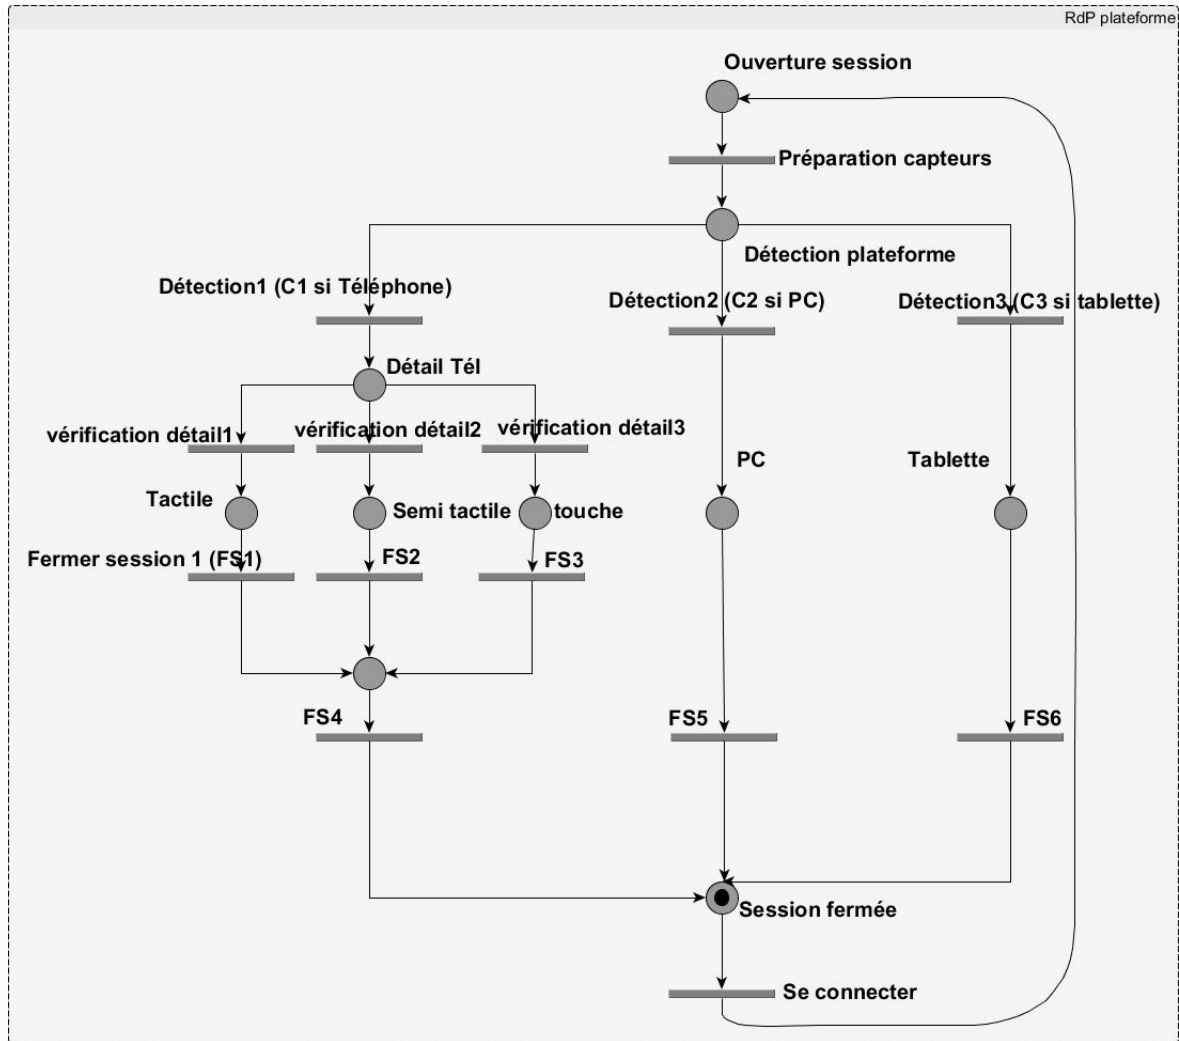 RdP plateforme
Ouverture session
Préparation capteurs
Détection plateforme
Détection1 (C1 si Téléphone)
Détection2 (C2 si PC)
Détection3 (C3 si tablette)
Détail Tél
vérification détail1
vérification détail2
vérification détail3
PC
Tablette
Tactile
Semi tactile
touche
Fermer session 1 (FS1)
FS2
FS3
FS4
FS5
FS6
Session fermée
Se connecter